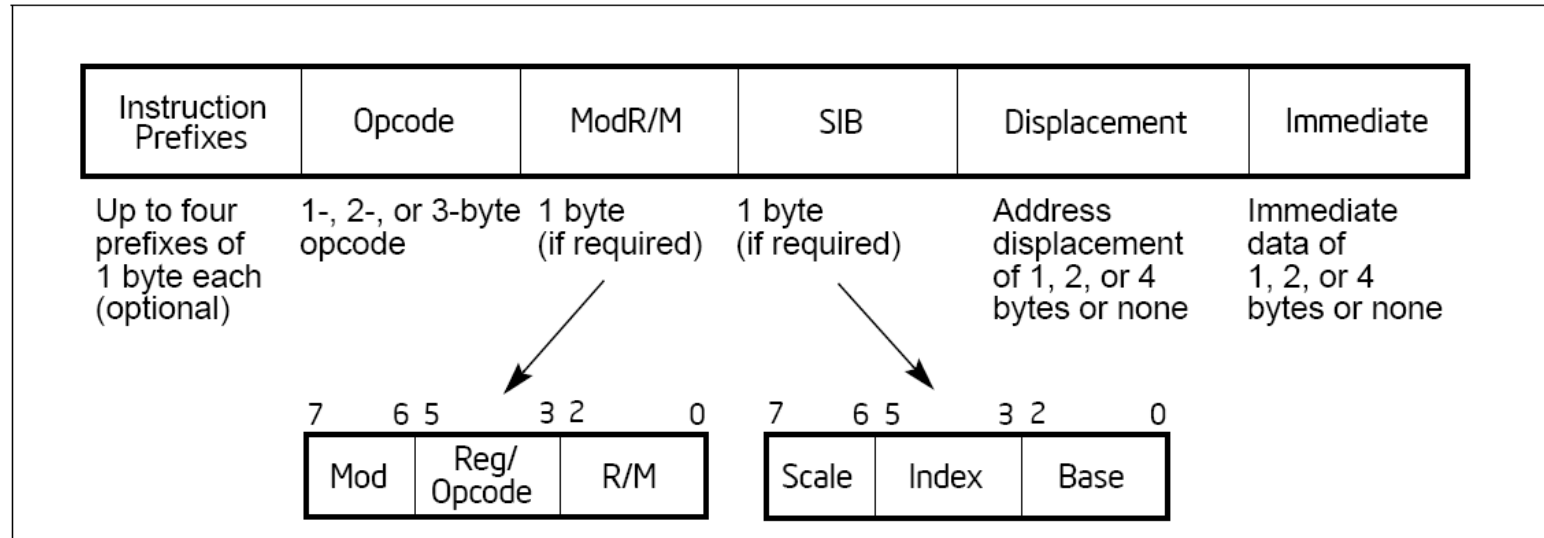 Instruction
Prefixes
Opcode
ModR/M
SIB
Displacement
Immediate
Up to four
prefixes of
1 byte each
(optional)
1-, 2-, or 3-byte
opcode
1 byte
(if required)
1 byte
(if required)
Address
displacement
of 1, 2, or 4
bytes or none
Immediate
data of
1, 2, or 4
bytes or none
7 6 5 3 2 0
Mod
Reg/
Opcode
R/M
7 6 5 3 2 0
Scale
Index
Base